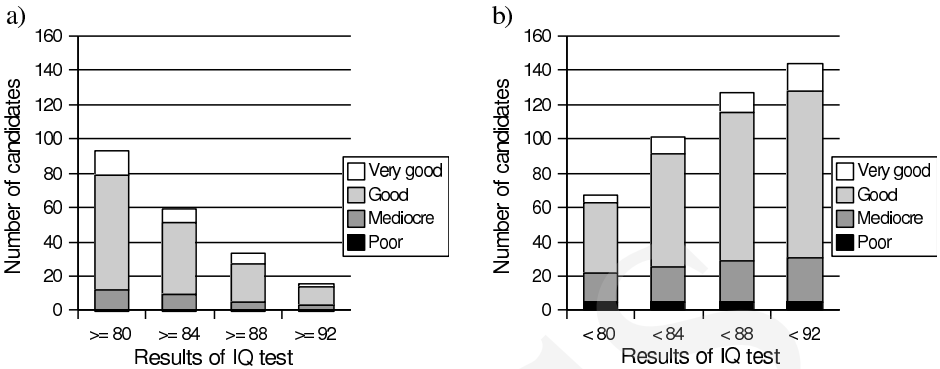 a)
160
140
120
100
80
60
40
20
0
Number of candidates
>= 80 >= 84 >= 88 >= 92
Results of IQ test
Very good
Good
Mediocre
Poor
b)
160
140
120
100
80
60
40
20
0
Number of candidates
< 80 < 84 < 88 < 92
Results of IQ test
Very good
Good
Mediocre
Poor